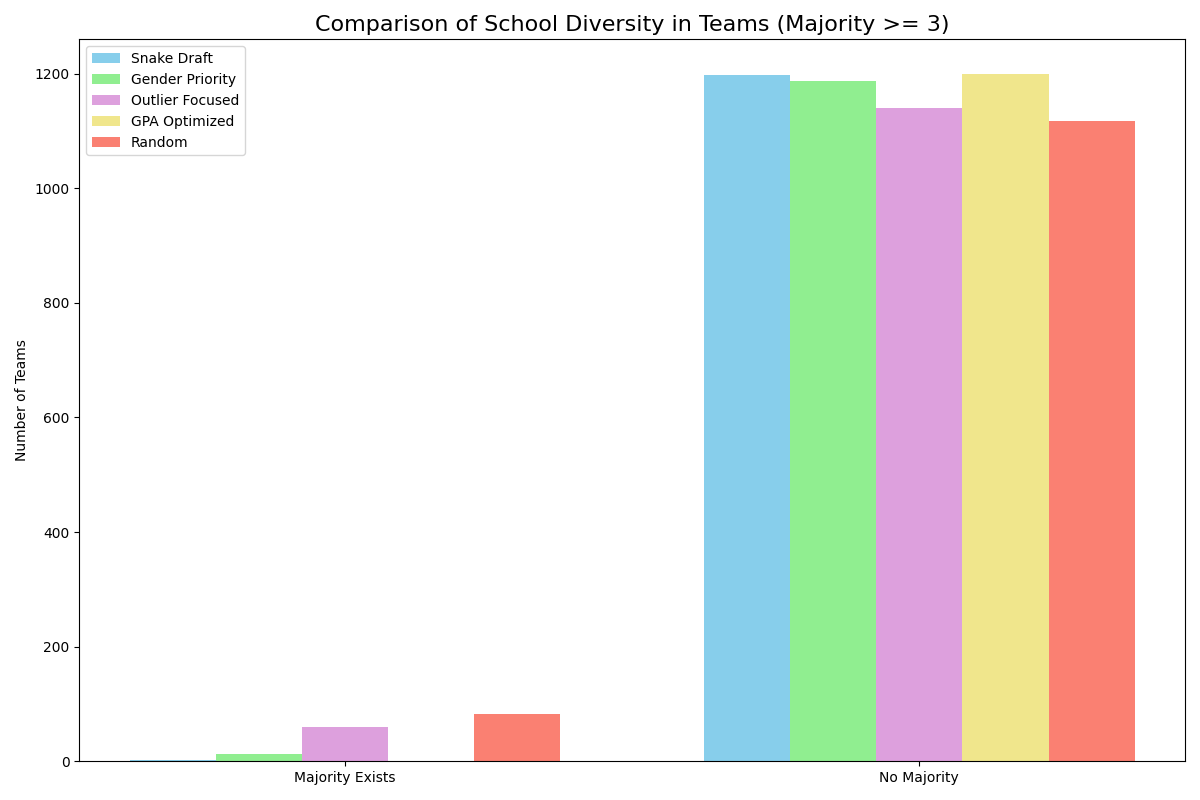 Comparison of School Diversity in Teams (Majority >= 3)
Snake Draft
Gender Priority
Outlier Focused
GPA Optimized
Random
Number of Teams
1200
1000
800
600
400
200
0
Majority Exists
No Majority